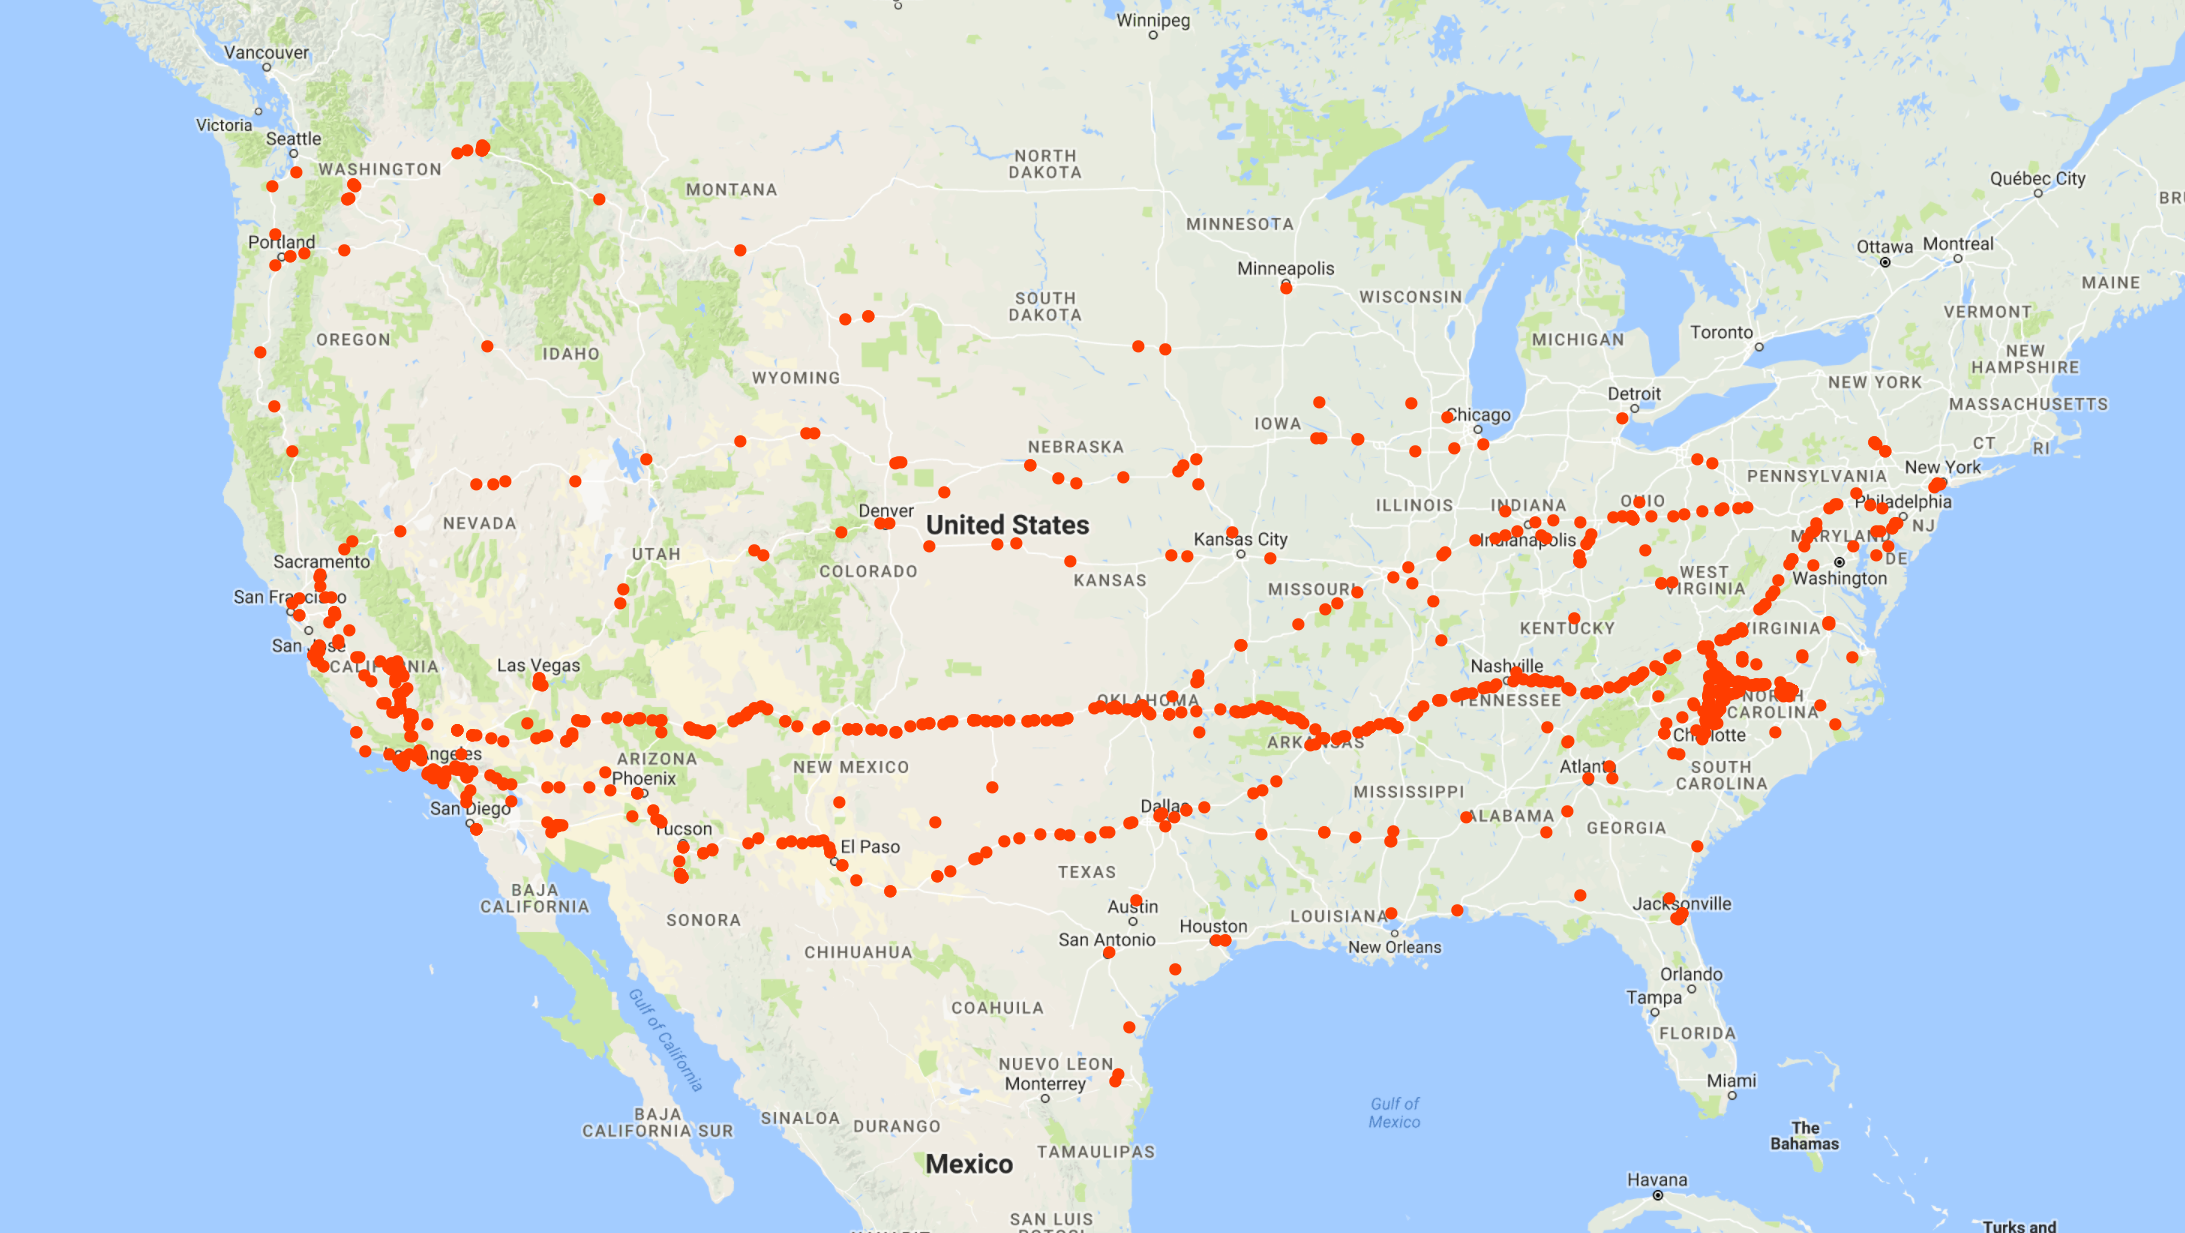 Winnipeg
Vancouver
Victoria
Seattle
WASHINGTON
NORTH
DAKOTA
MONTANA
Québec City
MINNESOTA
Ottawa
Montreal
Portland
Minneapolis
MAINE
SOUTH
DAKOTA
WISCONSIN
VERMONT
Toronto
OREGON
IDAHO
MICHIGAN
NEW
HAMPSHIRE
WYOMING
NEW YORK
Detroit
MASSACHUSETTS
Chicago
IOWA
NEBRASKA
CT
RI
New York
PENNSYLVANIA
ILLINOIS
INDIANA
OHIO
Philadelphia
Denver
United States
NEVADA
NJ
MARYLAND
Kansas City
Indianapolis
UTAH
DE
Sacramento
COLORADO
KANSAS
WEST
VIRGINIA
Washington
MISSOURI
San Francisco
KENTUCKY
VIRGINIA
San Jose
CALIFORNIA
Las Vegas
Nashville
OKLAHOMA
TENNESSEE
NORTH
CAROLINA
Charlotte
ARKANSAS
Los Angeles
ARIZONA
NEW MEXICO
Atlanta
SOUTH
CAROLINA
Phoenix
MISSISSIPPI
San Diego
Dallas
ALABAMA
GEORGIA
Tucson
El Paso
TEXAS
BAJA
CALIFORNIA
Austin
Jacksonville
SONORA
LOUISIANA
Houston
San Antonio
New Orleans
CHIHUAHUA
Orlando
Tampa
Gulf of California
COAHUILA
FLORIDA
NUEVO LEON
Monterrey
Miami
Gulf of
Mexico
BAJA
CALIFORNIA SUR
SINALOA
DURANGO
The
Bahamas
TAMAULIPAS
Mexico
Havana
SAN LUIS
Turks and